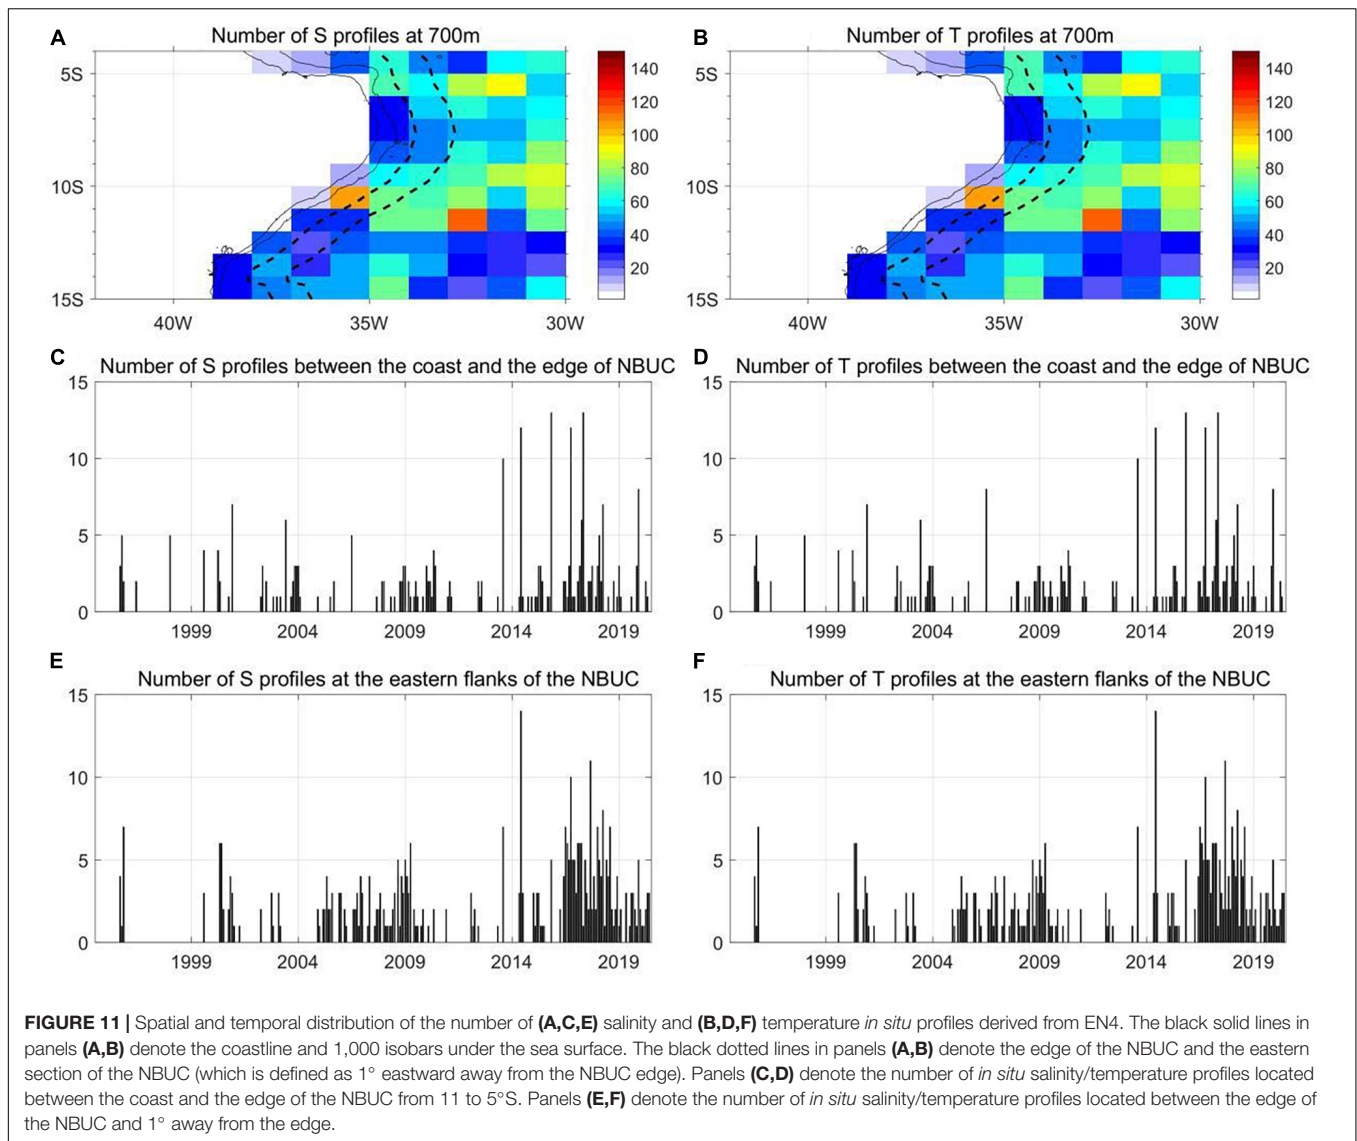 A
Number of S profiles at 700m
5S
10S
15S
40W
35W
30W
140
120
100
80
60
40
20
B
Number of T profiles at 700m
5S
10S
15S
40W
35W
30W
140
120
100
80
60
40
20
C
Number of S profiles between the coast and the edge of NBUC
15
10
5
0
1999
2004
2009
2014
2019
D
Number of T profiles between the coast and the edge of NBUC
15
10
5
0
1999
2004
2009
2014
2019
E
Number of S profiles at the eastern flanks of the NBUC
15
10
5
0
1999
2004
2009
2014
2019
F
Number of T profiles at the eastern flanks of the NBUC
15
10
5
0
1999
2004
2009
2014
2019
FIGURE 11 | Spatial and temporal distribution of the number of (A,C,E) salinity and (B,D,F) temperature in situ profiles derived from EN4. The black solid lines in
panels (A,B) denote the coastline and 1,000 isobars under the sea surface. The black dotted lines in panels (A,B) denote the edge of the NBUC and the eastern
section of the NBUC (which is defined as 1° eastward away from the NBUC edge). Panels (C,D) denote the number of in situ salinity/temperature profiles located
between the coast and the edge of the NBUC from 11 to 5°S. Panels (E,F) denote the number of in situ salinity/temperature profiles located between the edge of
the NBUC and 1° away from the edge.